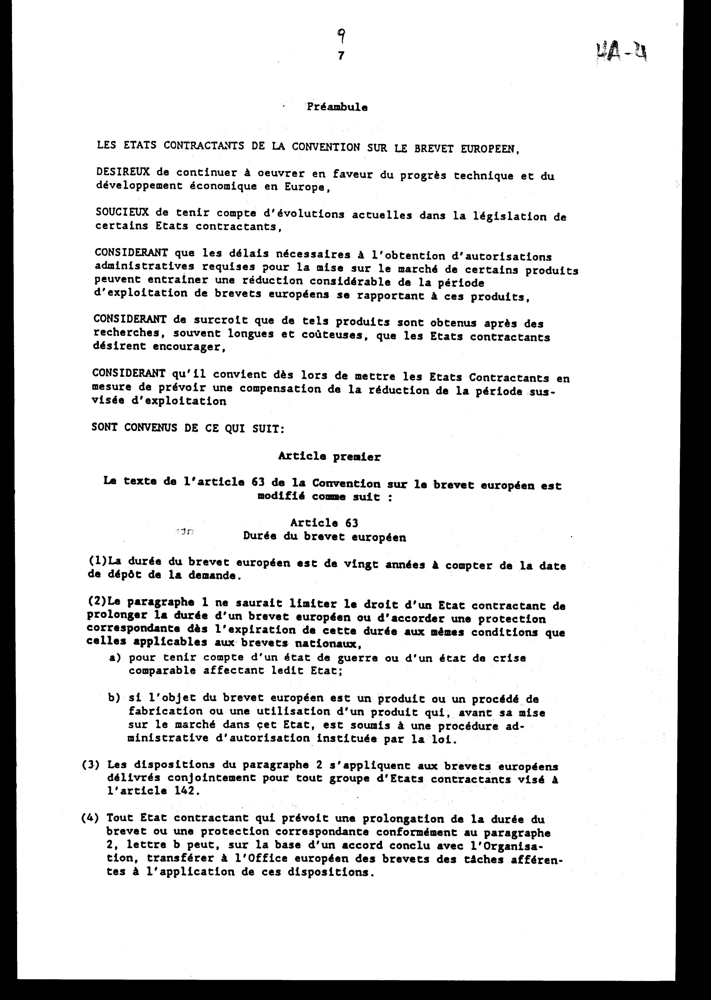 9
7
Préambule
LES ETATS CONTRACTANTS DE LA CONVENTION SUR LE BREVET EUROPEEN,
DESIREUX de continuer à oeuvrer en faveur du progrès technique et du
développement économique en Europe,
SOUCIEUX de tenir compte d'évolutions actuelles dans la législation de
certains Etats contractants,
CONSIDERANT que les délais nécessaires à l'obtention d'autorisations
administratives requises pour la mise sur le marché de certains produits
peuvent entraîner une réduction considérable de la période
d'exploitation de brevets européens se rapportant à ces produits,
CONSIDERANT de surcroît que de tels produits sont obtenus après des
recherches, souvent longues et coûteuses, que les Etats contractants
désirent encourager,
CONSIDERANT qu'il convient dès lors de mettre les Etats Contractants en
mesure de prévoir une compensation de la réduction de la période sus-
visée d'exploitation
SONT CONVENUS DE CE QUI SUIT:
Article premier
Le texte de l'article 63 de la Convention sur le brevet européen est
modifié comme suit :
Article 63
Durée du brevet européen
(1)La durée du brevet européen est de vingt années à compter de la date
de dépôt de la demande.
(2)Le paragraphe 1 ne saurait limiter le droit d'un Etat contractant de
prolonger la durée d'un brevet européen ou d'accorder une protection
correspondante dès l'expiration de cette durée aux mêmes conditions que
celles applicables aux brevets nationaux,
a) pour tenir compte d'un état de guerre ou d'un état de crise
comparable affectant ledit Etat;
b) si l'objet du brevet européen est un produit ou un procédé de
fabrication ou une utilisation d'un produit qui, avant sa mise
sur le marché dans cet Etat, est soumis à une procédure ad-
ministrative d'autorisation instituée par la loi.
(3) Les dispositions du paragraphe 2 s'appliquent aux brevets européens
délivrés conjointement pour tout groupe d'Etats contractants visé à
l'article 142.
(4) Tout Etat contractant qui prévoit une prolongation de la durée du
brevet ou une protection correspondante conformément au paragraphe
2, lettre b peut, sur la base d'un accord conclu avec l'Organisa-
tion, transférer à l'Office européen des brevets des tâches afféren-
tes à l'application de ces dispositions.